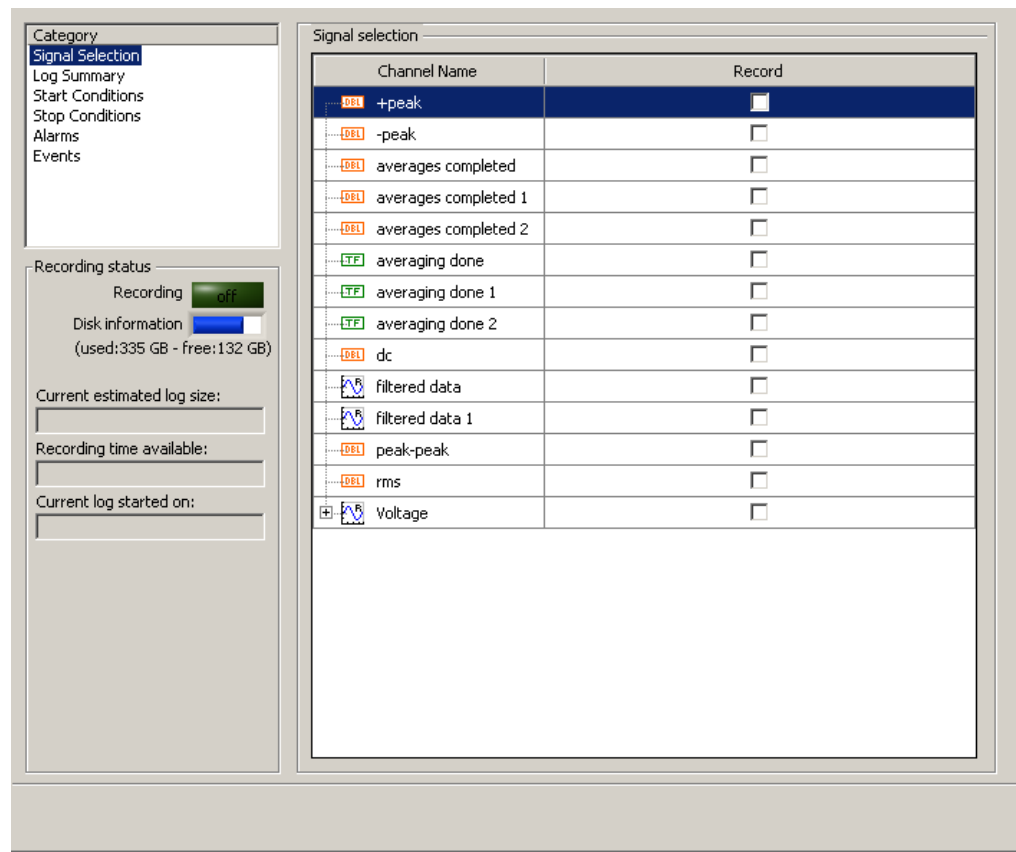 Category
Signal Selection
Log Summary
Start Conditions
Stop Conditions
Alarms
Events
Recording status
Recording off
Disk information
(used:335 GB - free:132 GB)
Current estimated log size:
Recording time available:
Current log started on:
Signal selection
Channel Name Record
DBL +peak
DBL -peak
DBL averages completed
DBL averages completed 1
DBL averages completed 2
TF averaging done
TF averaging done 1
TF averaging done 2
DBL dc
R filtered data
R filtered data 1
DBL peak-peak
DBL rms
R Voltage